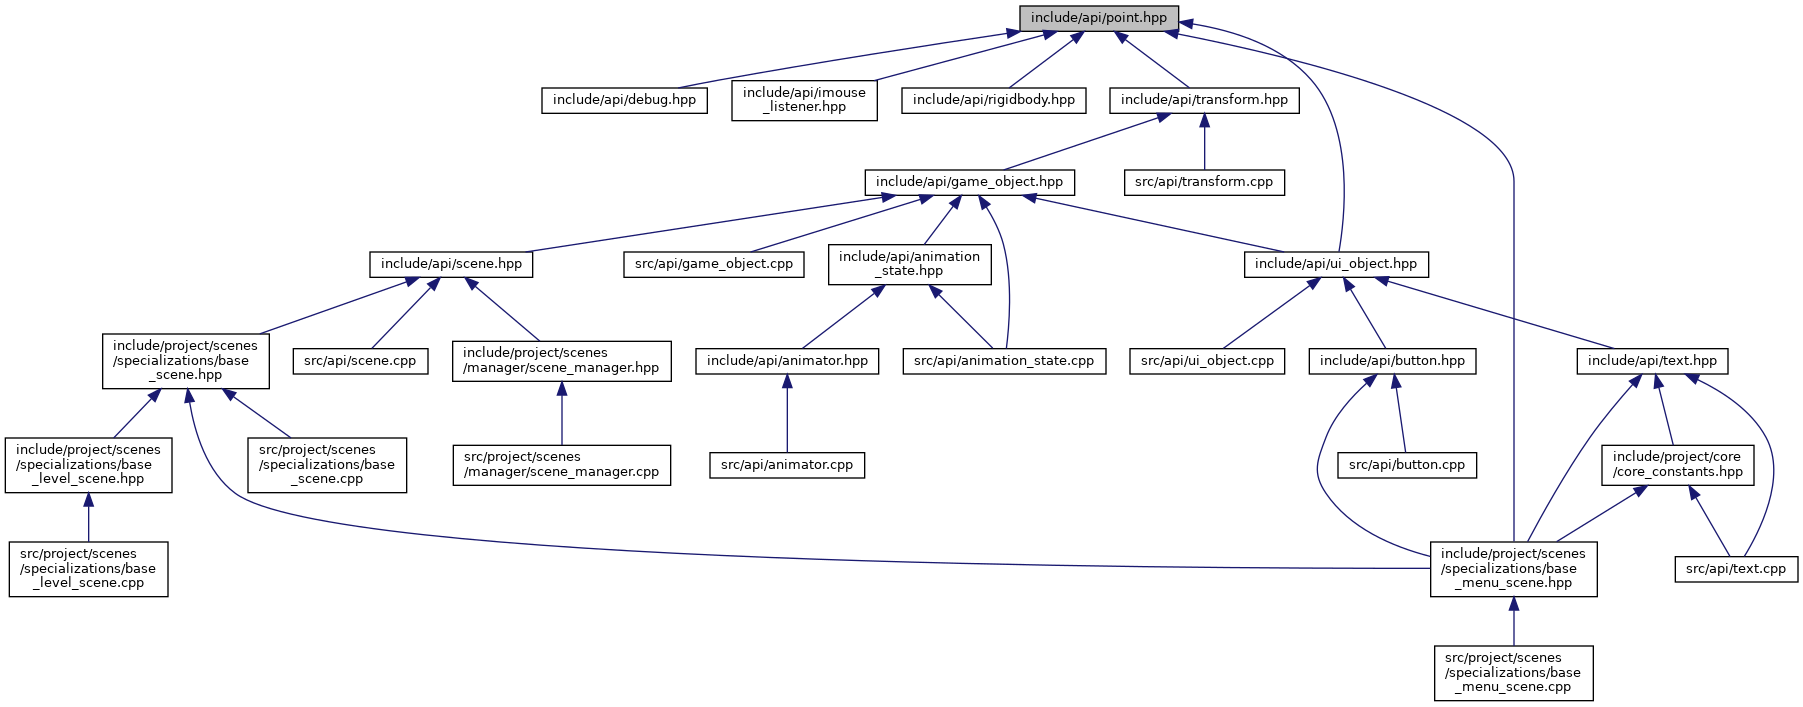 include/api/point.hpp
include/api/debug.hpp
include/api/imouse
_listener.hpp
include/api/rigidbody.hpp
include/api/transform.hpp
include/api/game_object.hpp
src/api/transform.cpp
include/api/scene.hpp
src/api/game_object.cpp
include/api/animation
_state.hpp
include/api/ui_object.hpp
include/project/scenes
/specializations/base
_scene.hpp
src/api/scene.cpp
include/project/scenes
/manager/scene_manager.hpp
include/api/animator.hpp
src/api/animation_state.cpp
src/api/ui_object.cpp
include/api/button.hpp
include/api/text.hpp
include/project/scenes
/specializations/base
_level_scene.hpp
src/project/scenes
/specializations/base
_scene.cpp
src/project/scenes
/manager/scene_manager.cpp
src/api/animator.cpp
src/api/button.cpp
include/project/core
/core_constants.hpp
src/project/scenes
/specializations/base
_level_scene.cpp
include/project/scenes
/specializations/base
_menu_scene.hpp
src/api/text.cpp
src/project/scenes
/specializations/base
_menu_scene.cpp